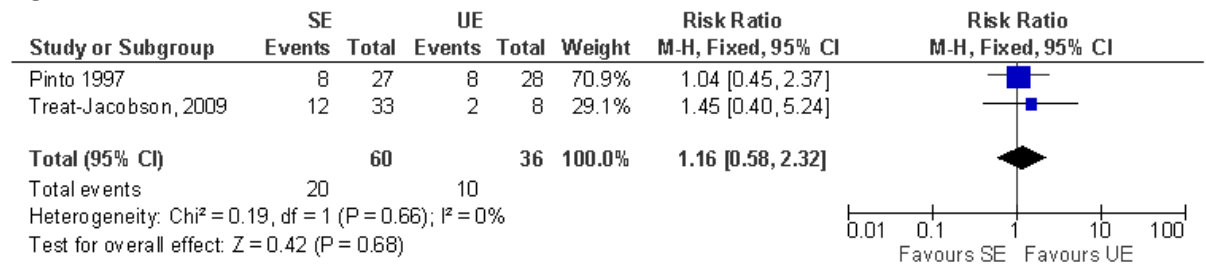 SE UE Risk Ratio Risk Ratio
Study or Subgroup Events Total Events Total Weight M-H, Fixed, 95% CI M-H, Fixed, 95% CI
Pinto 1997 8 27 8 28 70.9% 1.04 [0.45, 2.37]
Treat-Jacobson, 2009 12 33 2 8 29.1% 1.45 [0.40, 5.24]
Total (95% CI) 60 36 100.0% 1.16 [0.58, 2.32]
Total events 20 10
Heterogeneity: Chi² = 0.19, df = 1 (P = 0.66); I² = 0%
Test for overall effect: Z = 0.42 (P = 0.68)
0.01 0.1 1 10 100
Favours SE Favours UE